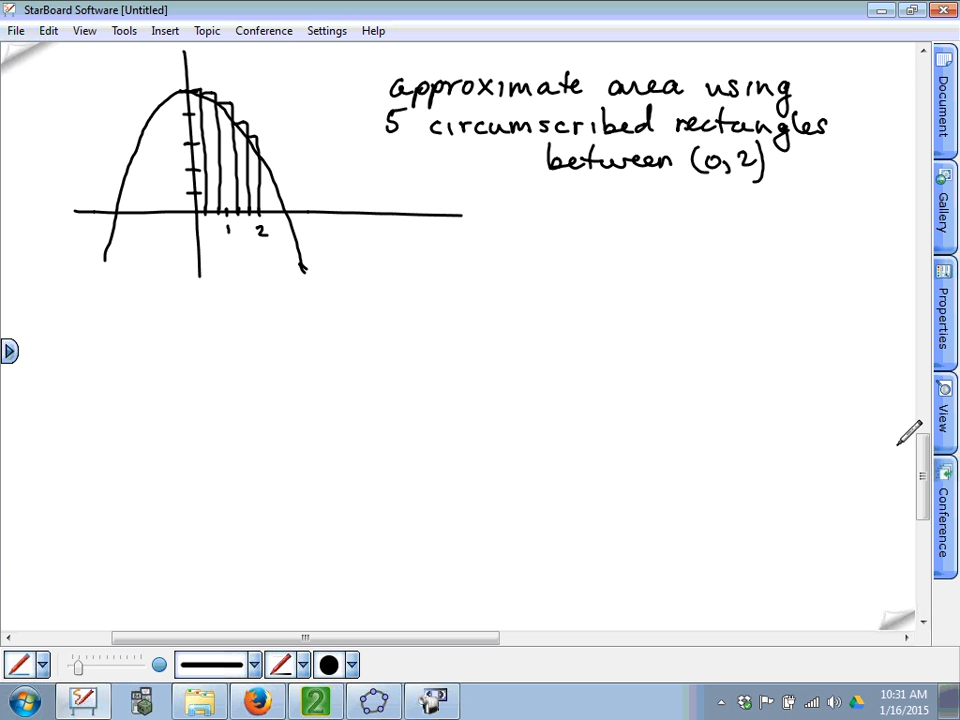 StarBoard Software [Untitled]
File Edit View Tools Insert Topic Conference Settings Help
approximate area using
5 circumscribed rectangles
between (0, 2)
1 2
Document
Gallery
Properties
View
Conference
2
10:31 AM
1/16/2015